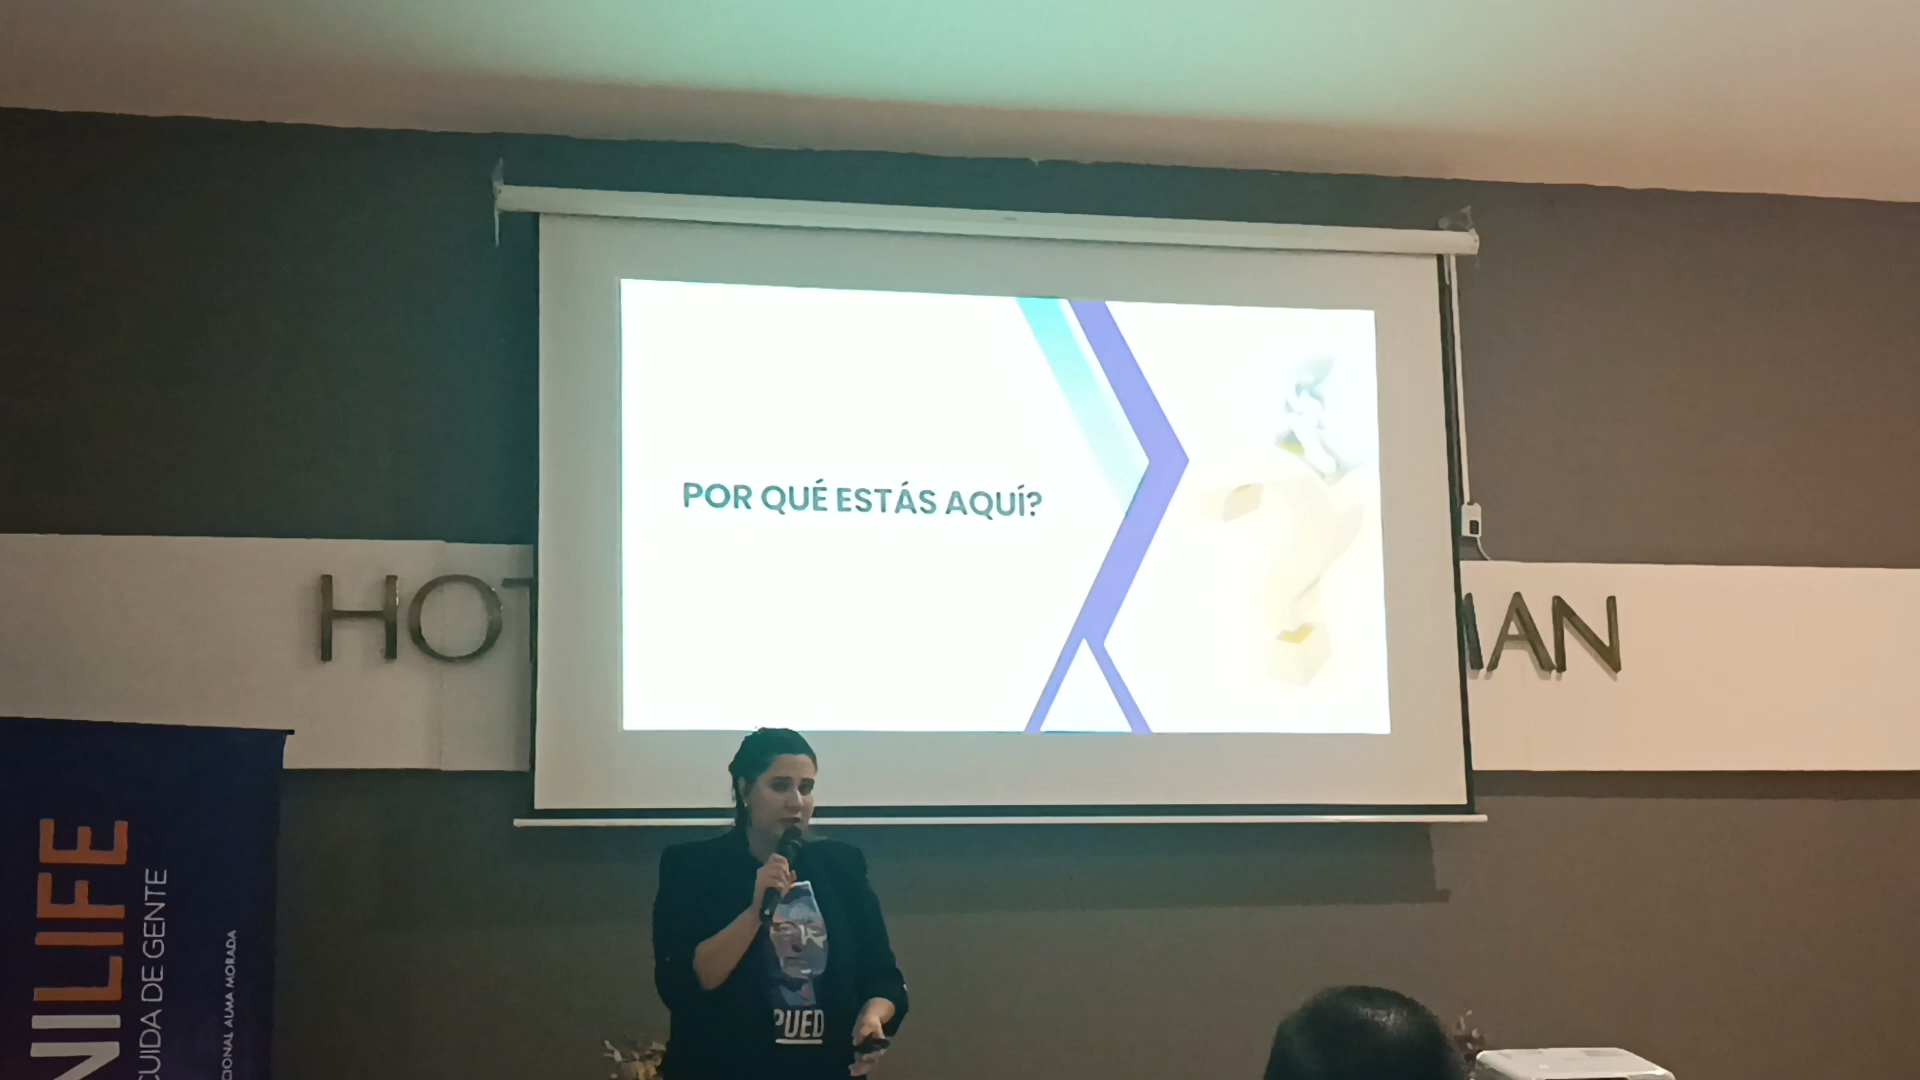 POR QUÉ ESTÁS AQUÍ?
HOT
MAN
NILIFE
CUIDA DE GENTE
CIONAL ALMA MORADA
PUED